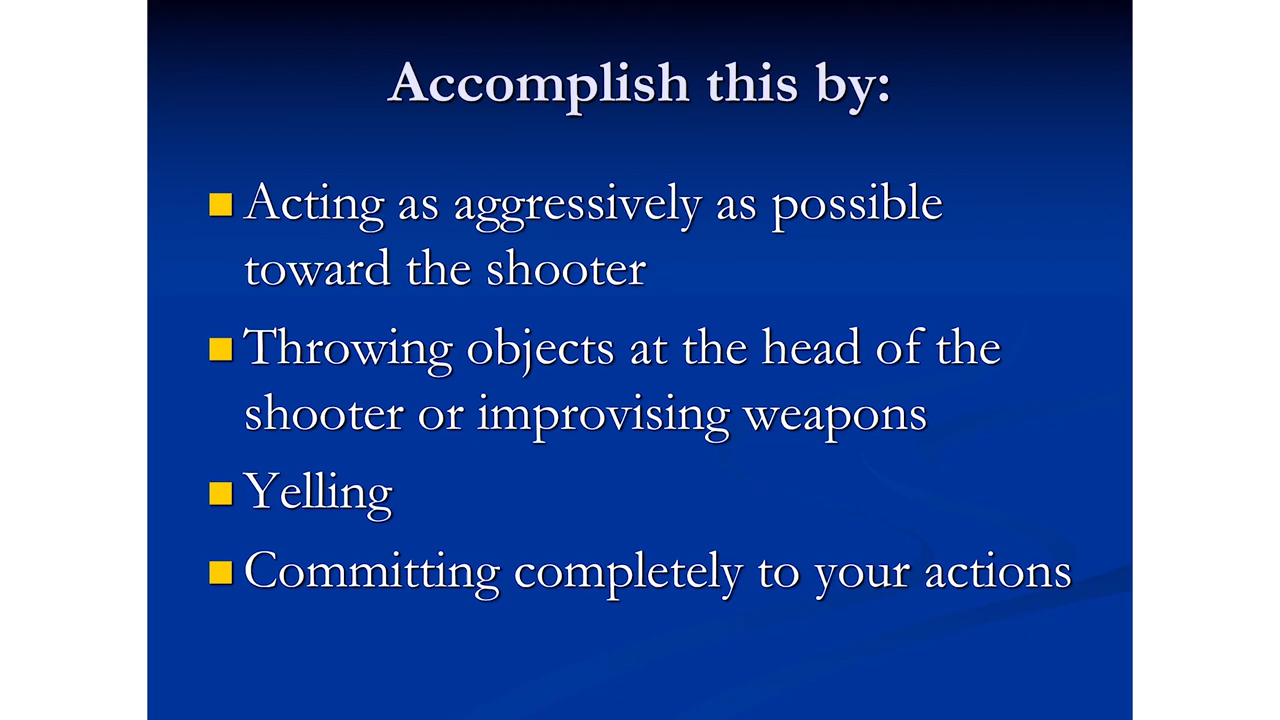 Accomplish this by:
Acting as aggressively as possible
toward the shooter
Throwing objects at the head of the
shooter or improvising weapons
Yelling
Committing completely to your actions